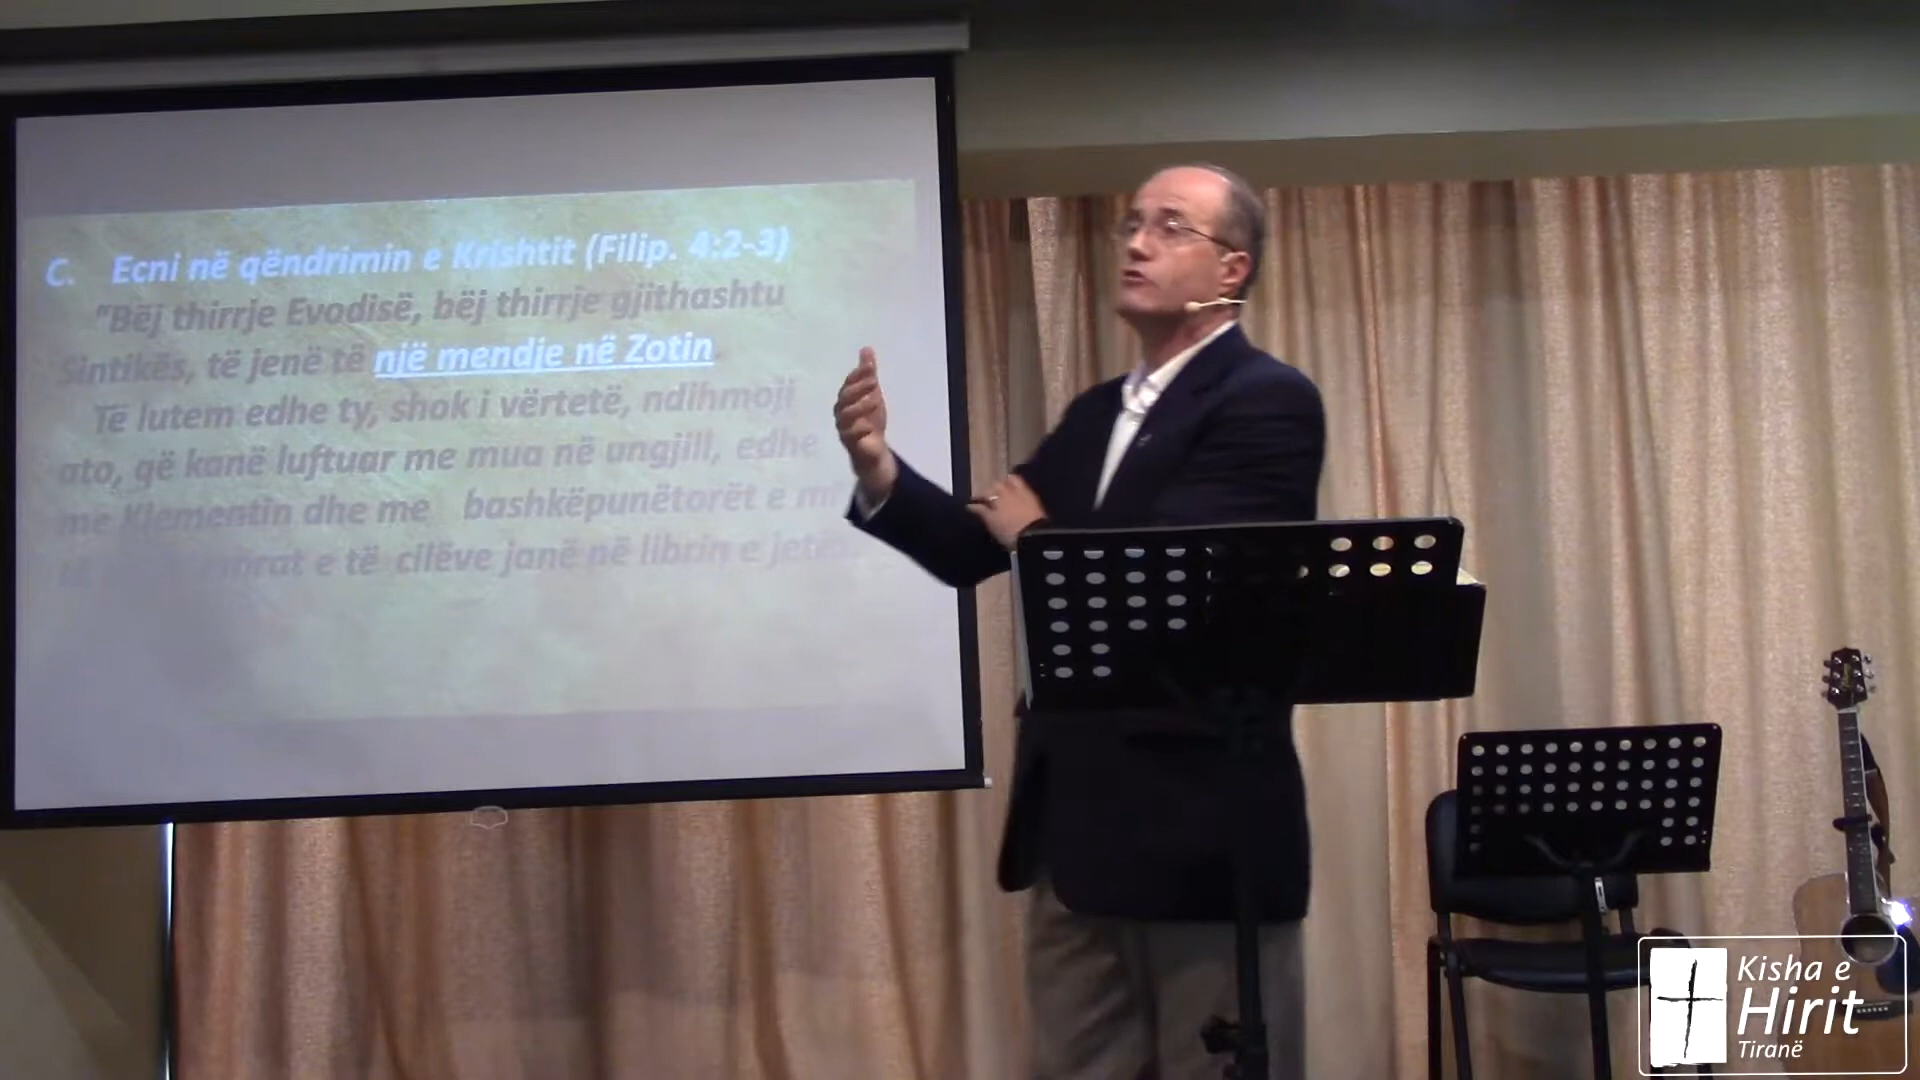 C. Ecni në qëndrimin e Krishtit (Filip. 4:2-3)
"Bëj thirrje Evodisë, bëj thirrje gjithashtu
Sintikës, të jenë të një mendje në Zotin.
Të lutem edhe ty, shok i vërtetë, ndihmoji
ato, që kanë luftuar me mua në ungjill, edhe
me Klementin dhe me bashkëpunëtorët e
e të cilëve janë në librin e jetës.
Kisha e
Hirit
Tiranë